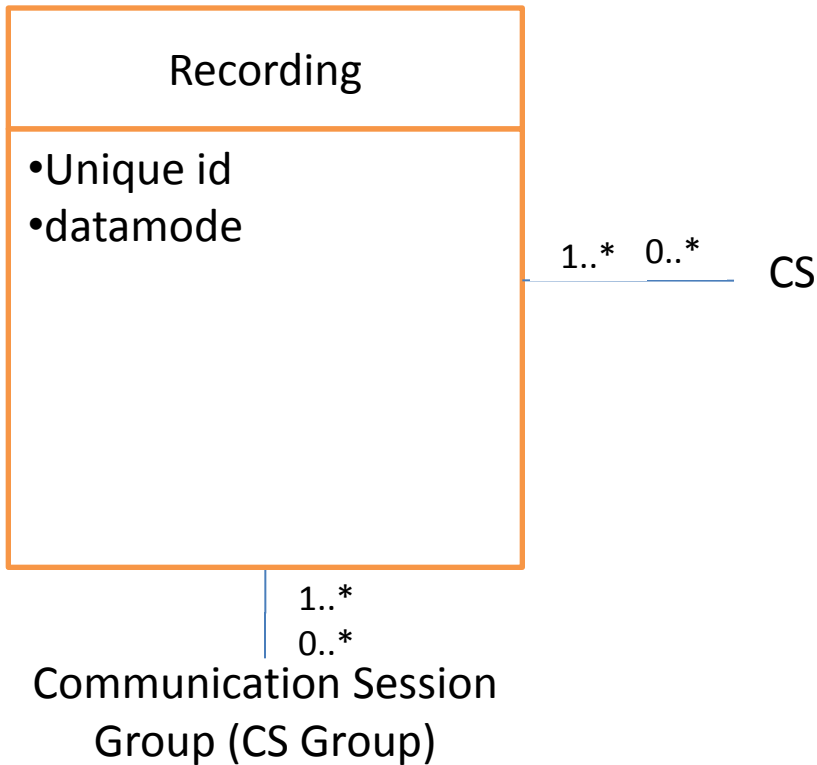 Recording
•Unique id
•datamode
1..* 0..*
CS
1..*
0..*
Communication Session
Group (CS Group)